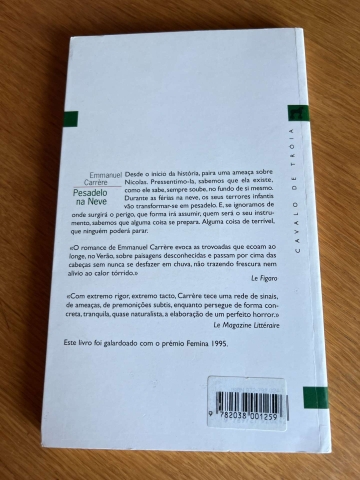 Emmanuel
Carrère
Pesadelo
na Neve
Desde o início da história, paira uma ameaça sobre
Nicolas. Pressentimo-la, sabemos que ela existe,
como ele sabe, sempre soube, no fundo de si mesmo.
Durante as férias na neve, os seus terrores infantis
vão transformar-se em pesadelo. E, se ignoramos de
onde surgirá o perigo, que forma irá assumir, quem será o seu instru-
mento, sabemos que alguma coisa se prepara. Alguma coisa de terrível,
que ninguém poderá parar.
«O romance de Emmanuel Carrère evoca as trovoadas que ecoam ao
longe, no Verão, sobre paisagens desconhecidas e passam por cima das
cabeças sem nunca se desfazer em chuva, não trazendo frescura nem
alívio ao calor tórrido.»
Le Figaro
«Com extremo rigor, extremo tacto, Carrère tece uma rede de sinais,
de ameaças, de premonições subtis, enquanto persegue de forma con-
creta, tranquila, quase naturalista, a elaboração de um perfeito horror.»
Le Magazine Littéraire
Este livro foi galardoado com o prémio Femina 1995.
CAVALO DE TRÓIA
9 782038 001259